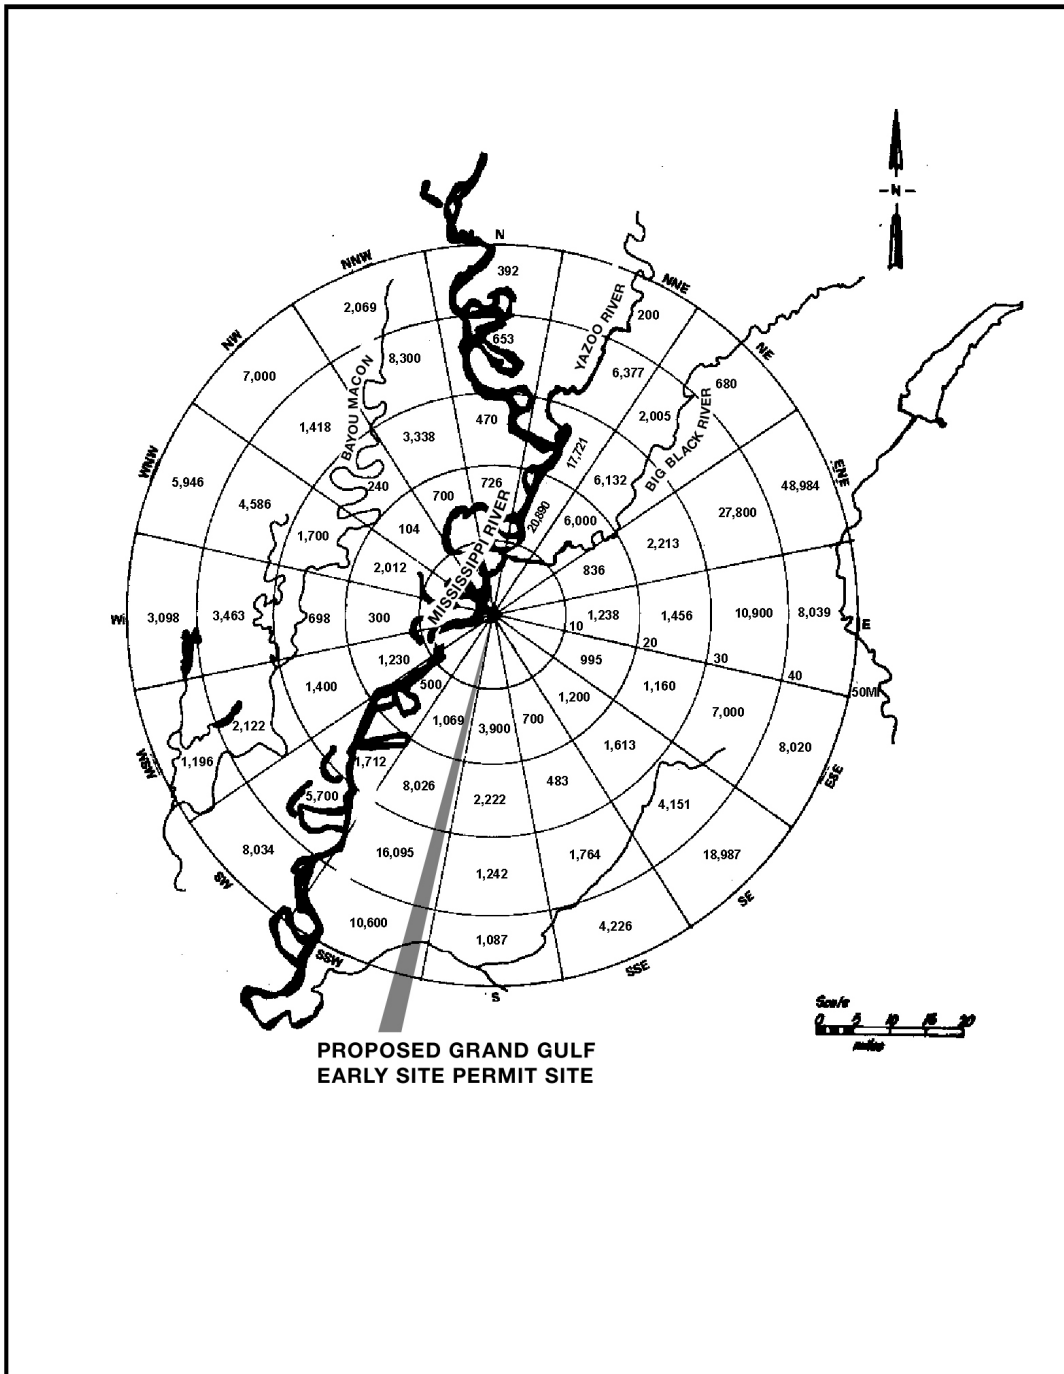 N
NNW
392
NNE
2,069
200
-N-
YAZOO RIVER
NW
653
NE
8,300
6,377
7,000
680
BAYOU MACON
2,005
BIG BLACK RIVER
1,418
470
3,338
17,721
WNW
ENE
5,946
240
726
6,132
48,984
4,586
700
20,890
27,800
104
6,000
1,700
2,213
MISSISSIPPI RIVER
2,012
836
W
3,098
3,463
698
300
1,238
1,456
10,900
8,039
E
10
20
30
40
50MI
1,230
995
1,400
500
1,200
1,160
2,122
1,069
3,900
700
7,000
WSW
1,196
1,712
1,613
8,020
ESE
5,700
8,026
2,222
483
4,151
8,034
16,095
1,242
1,764
18,987
SW
SE
10,600
1,087
4,226
SSW
SSE
S
Scale
0 5 10 15 20
miles
PROPOSED GRAND GULF
EARLY SITE PERMIT SITE